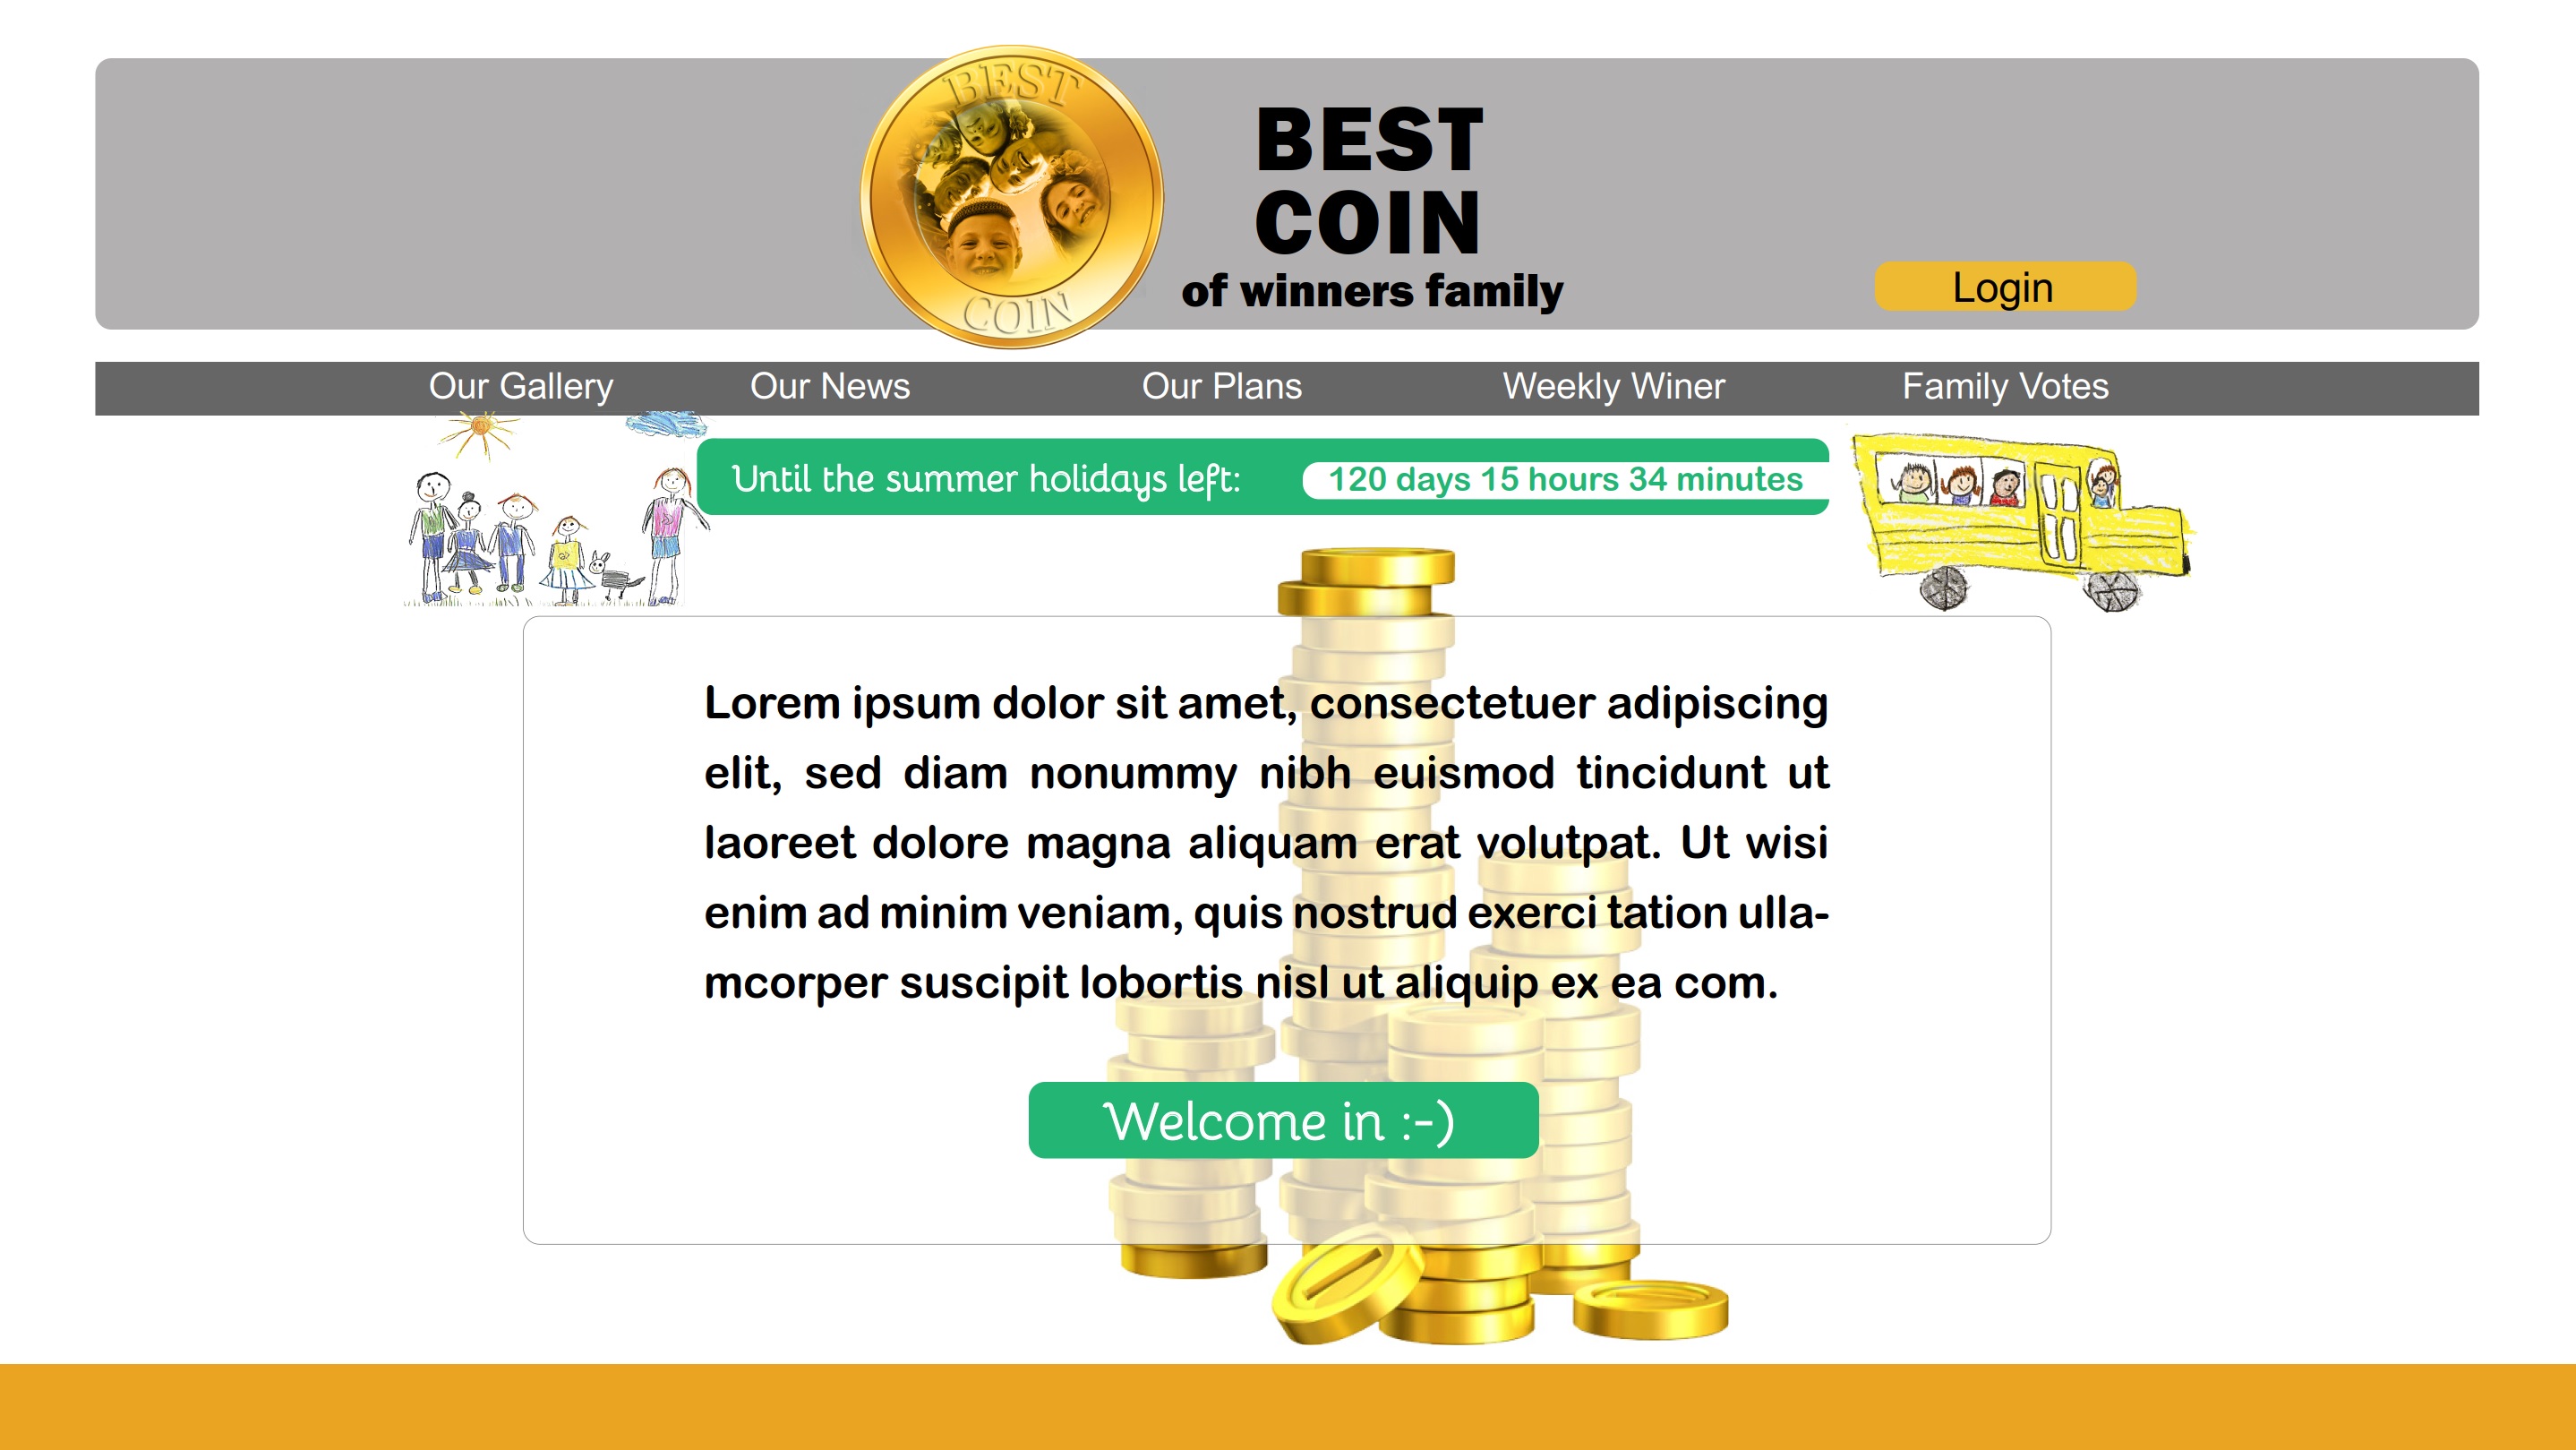 BEST
COIN
BEST
COIN
of winners family
Login
Our Gallery Our News Our Plans Weekly Winer Family Votes
Until the summer holidays left: 120 days 15 hours 34 minutes
Lorem ipsum dolor sit amet, consectetuer adipiscing
elit, sed diam nonummy nibh euismod tincidunt ut
laoreet dolore magna aliquam erat volutpat. Ut wisi
enim ad minim veniam, quis nostrud exerci tation ulla-
mcorper suscipit lobortis nisl ut aliquip ex ea com.
Welcome in :-)